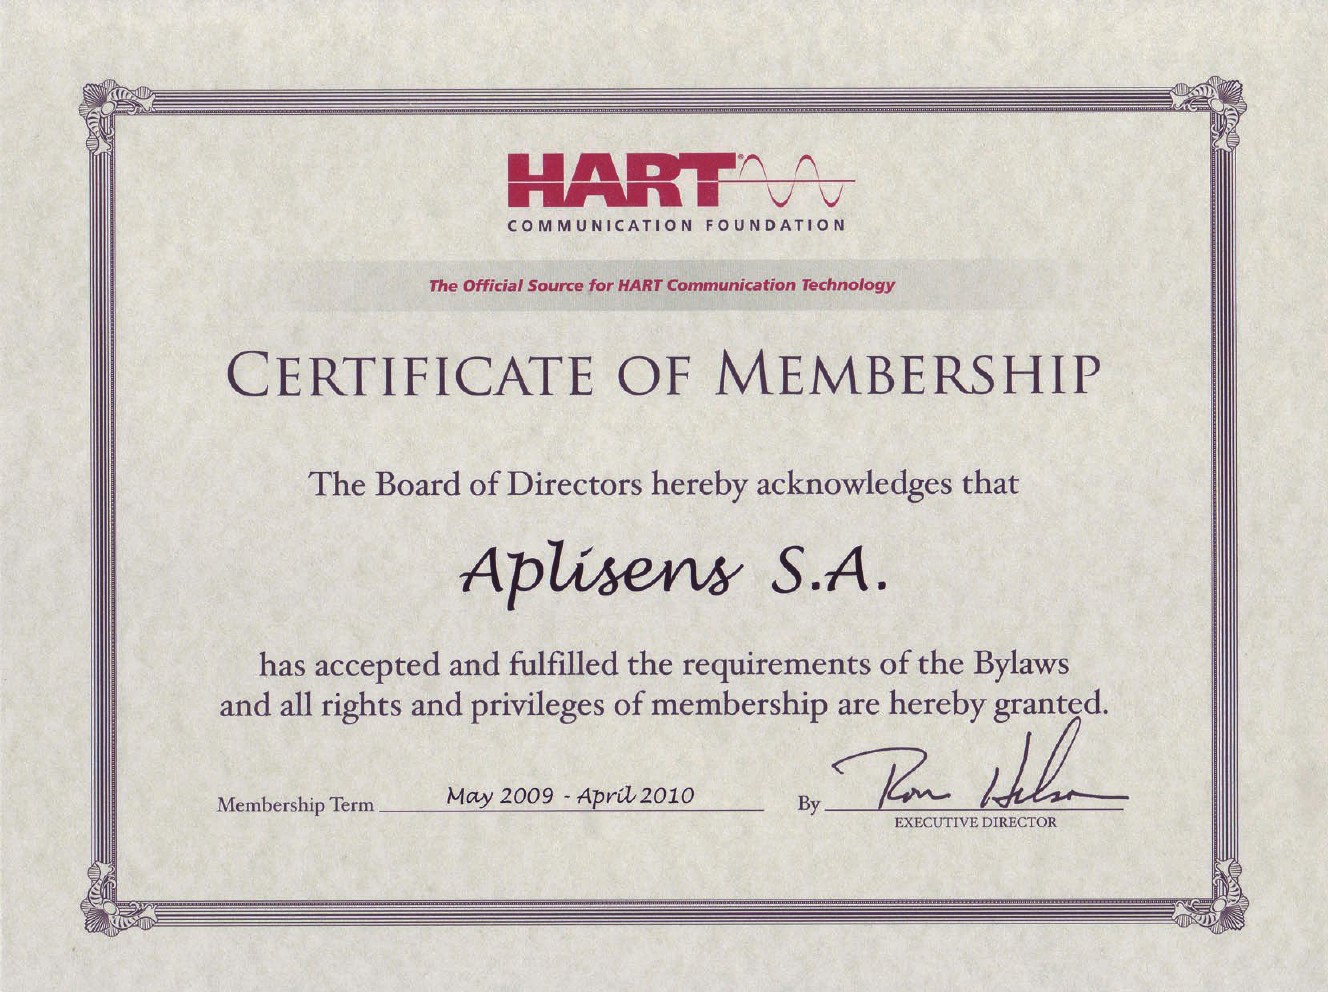 HART®
COMMUNICATION FOUNDATION
The Official Source for HART Communication Technology
CERTIFICATE OF MEMBERSHIP
The Board of Directors hereby acknowledges that
Aplisens S.A.
has accepted and fulfilled the requirements of the Bylaws
and all rights and privileges of membership are hereby granted.
Membership Term May 2009 - April 2010 By Ron Helson
EXECUTIVE DIRECTOR